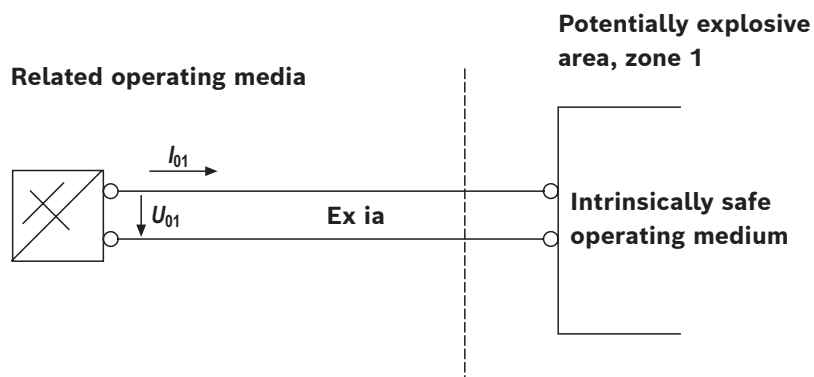 Potentially explosive
area, zone 1
Related operating media
I01
U01
Ex ia
Intrinsically safe
operating medium